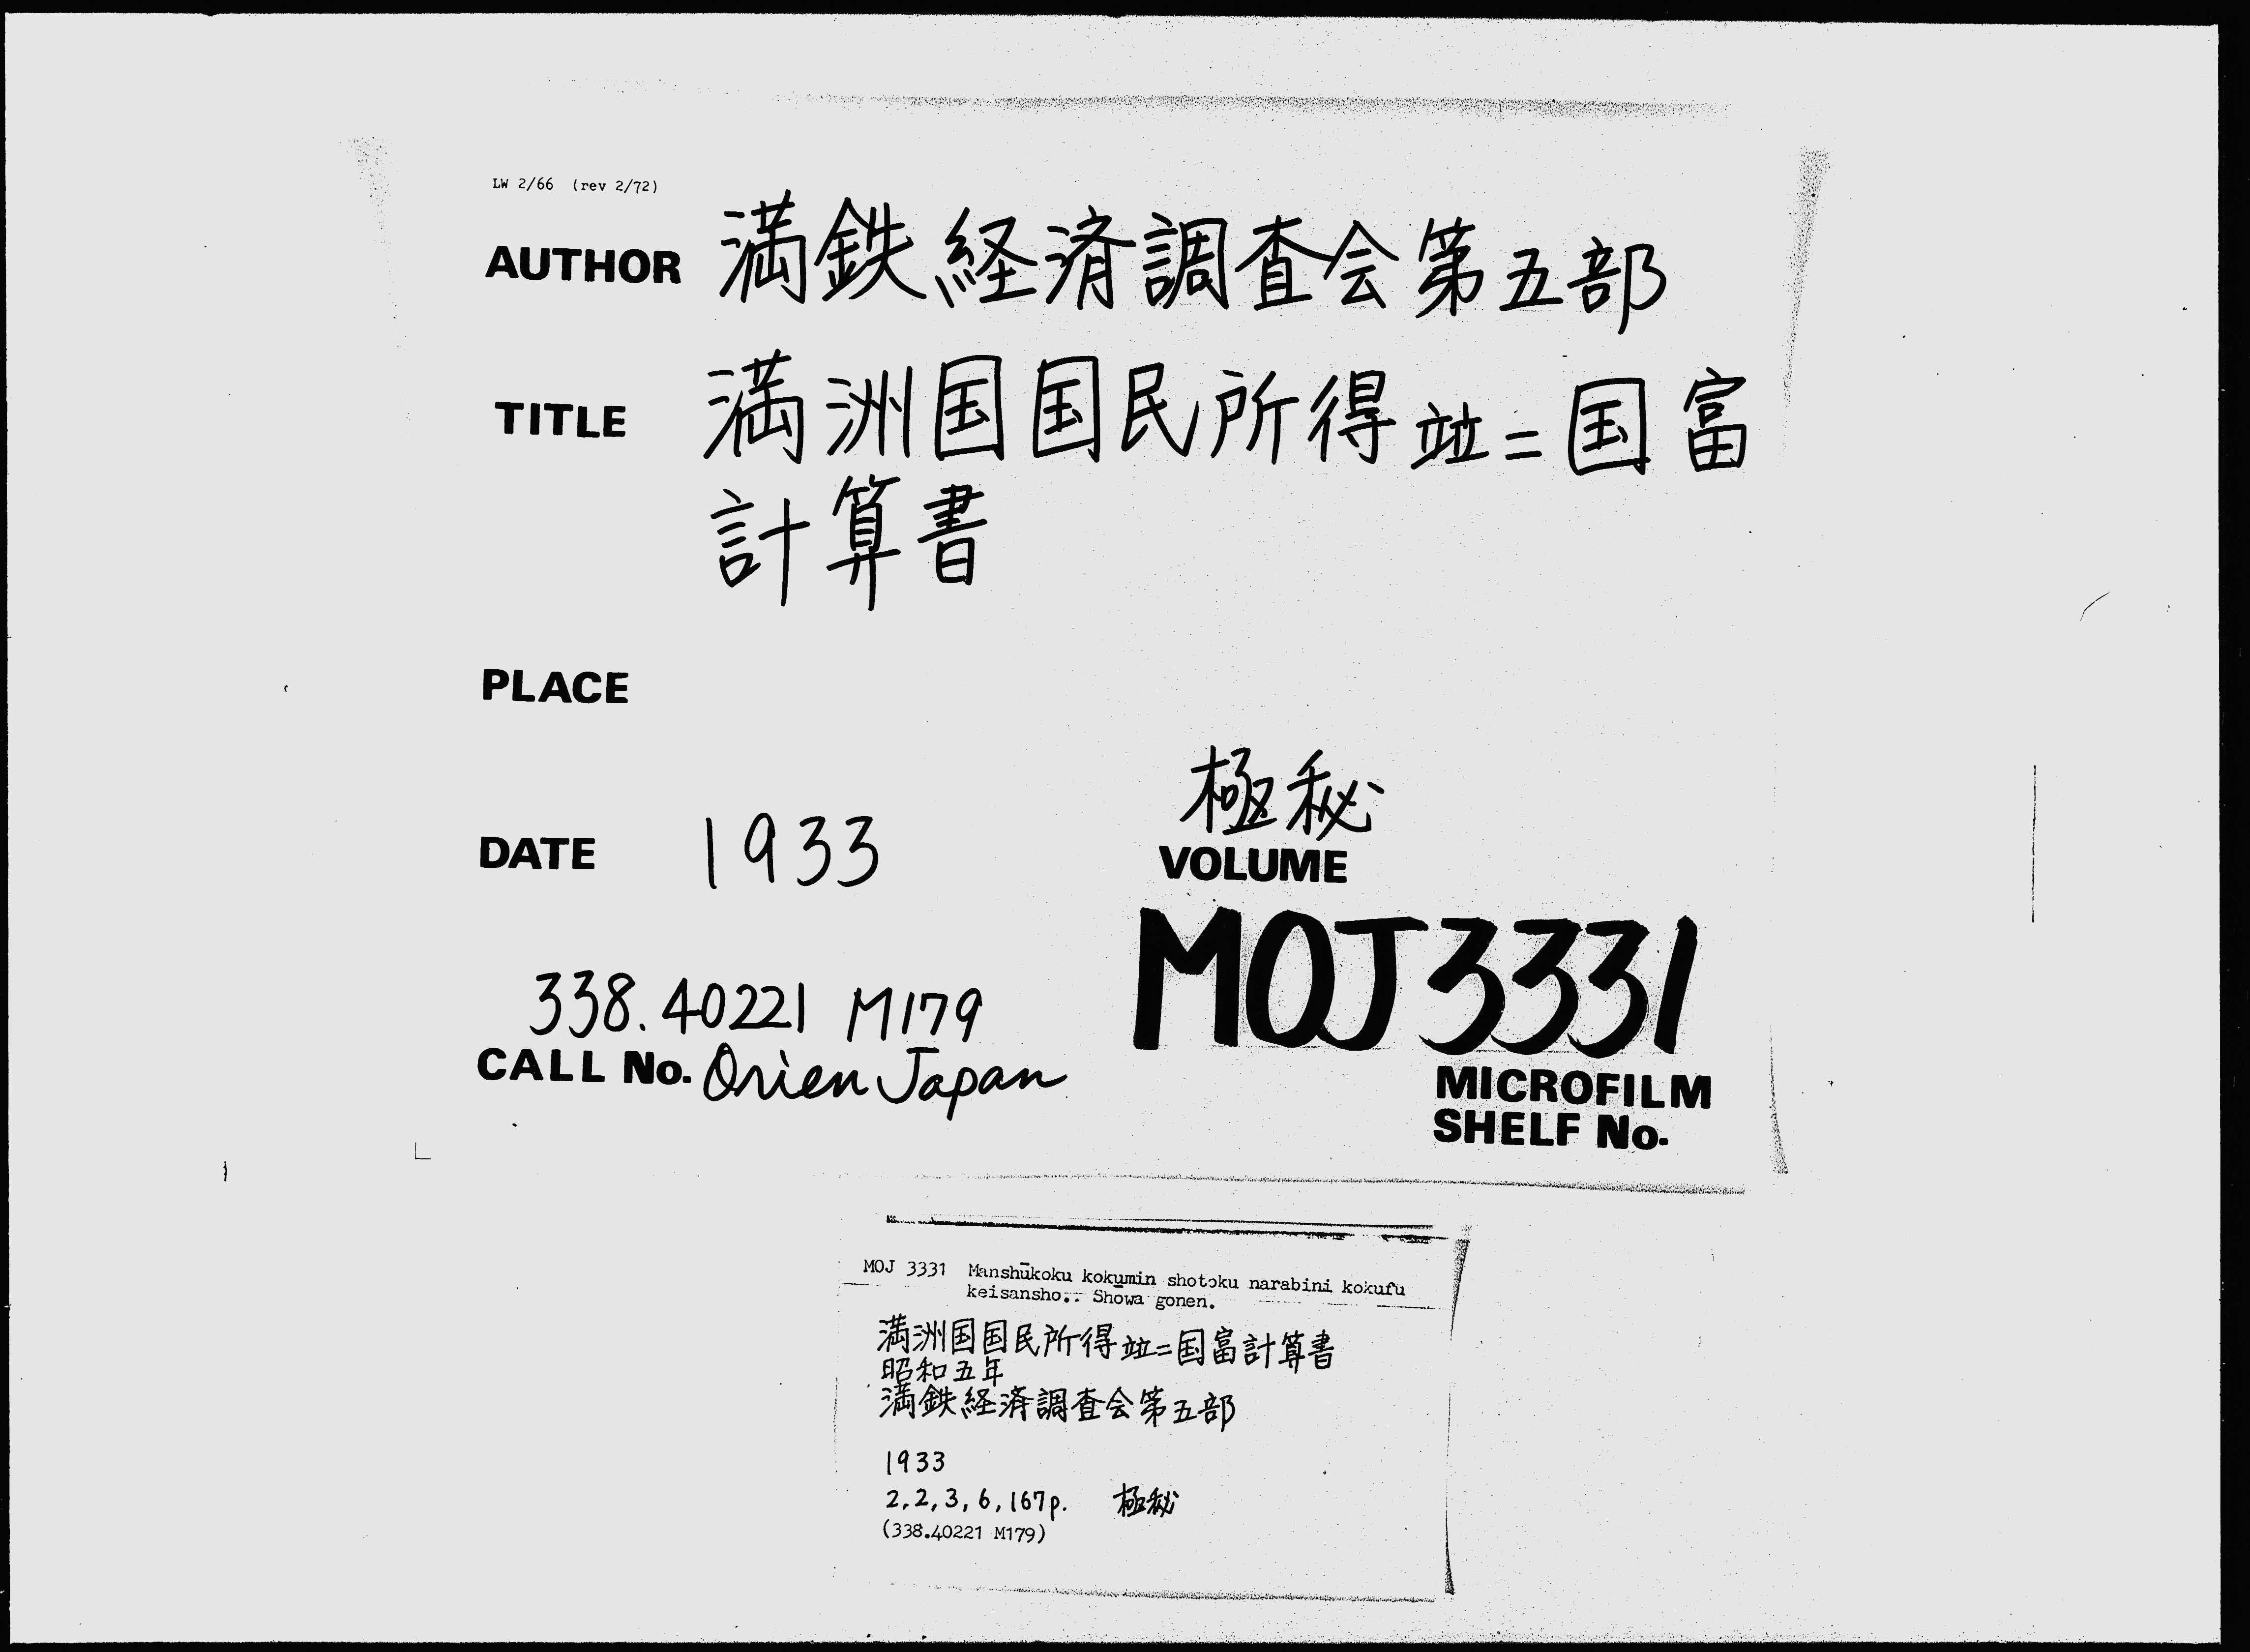 LW 2/66 (rev 2/72)
AUTHOR 満鉄経済調査会第五部
TITLE 満洲国国民所得竝ニ国富
計算書
PLACE
極秘
DATE 1933
VOLUME
MOJ 3331
338.40221 M179
CALL No. Orien Japan
MICROFILM
SHELF No.
MOJ 3331 Manshūkoku kokumin shotoku narabini kokufu
keisansho.. Showa gonen.
満洲国国民所得竝ニ国富計算書
昭和五年
満鉄経済調査会第五部
1933
2,2,3,6,167p. 極秘
(338.40221 M179)